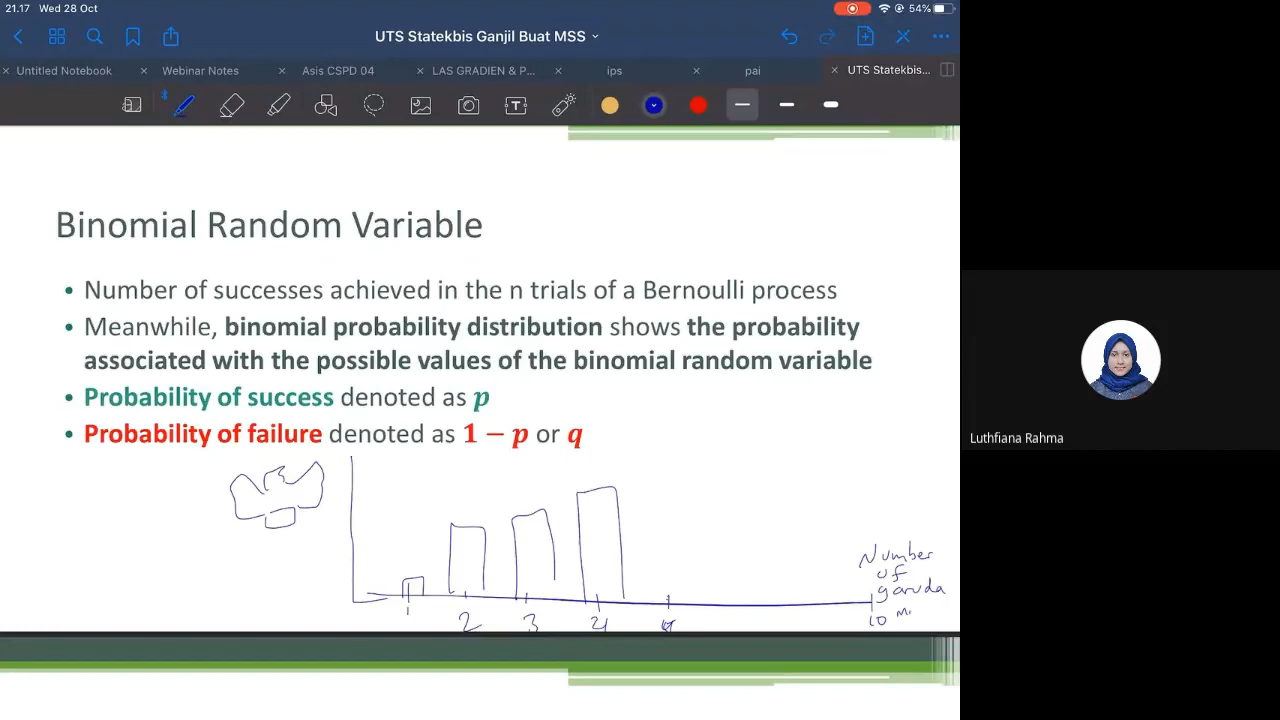 21.17 Wed 28 Oct
54%
UTS Statekbis Ganjil Buat MSS
Untitled Notebook
Webinar Notes
Asis CSPD 04
LAS GRADIEN & P...
ips
pai
UTS Statekbis...
T
Binomial Random Variable
• Number of successes achieved in the n trials of a Bernoulli process
• Meanwhile, binomial probability distribution shows the probability
associated with the possible values of the binomial random variable
• Probability of success denoted as p
• Probability of failure denoted as 1 − p or q
Number
of
garuda
1
2
3
4
10
Luthfiana Rahma